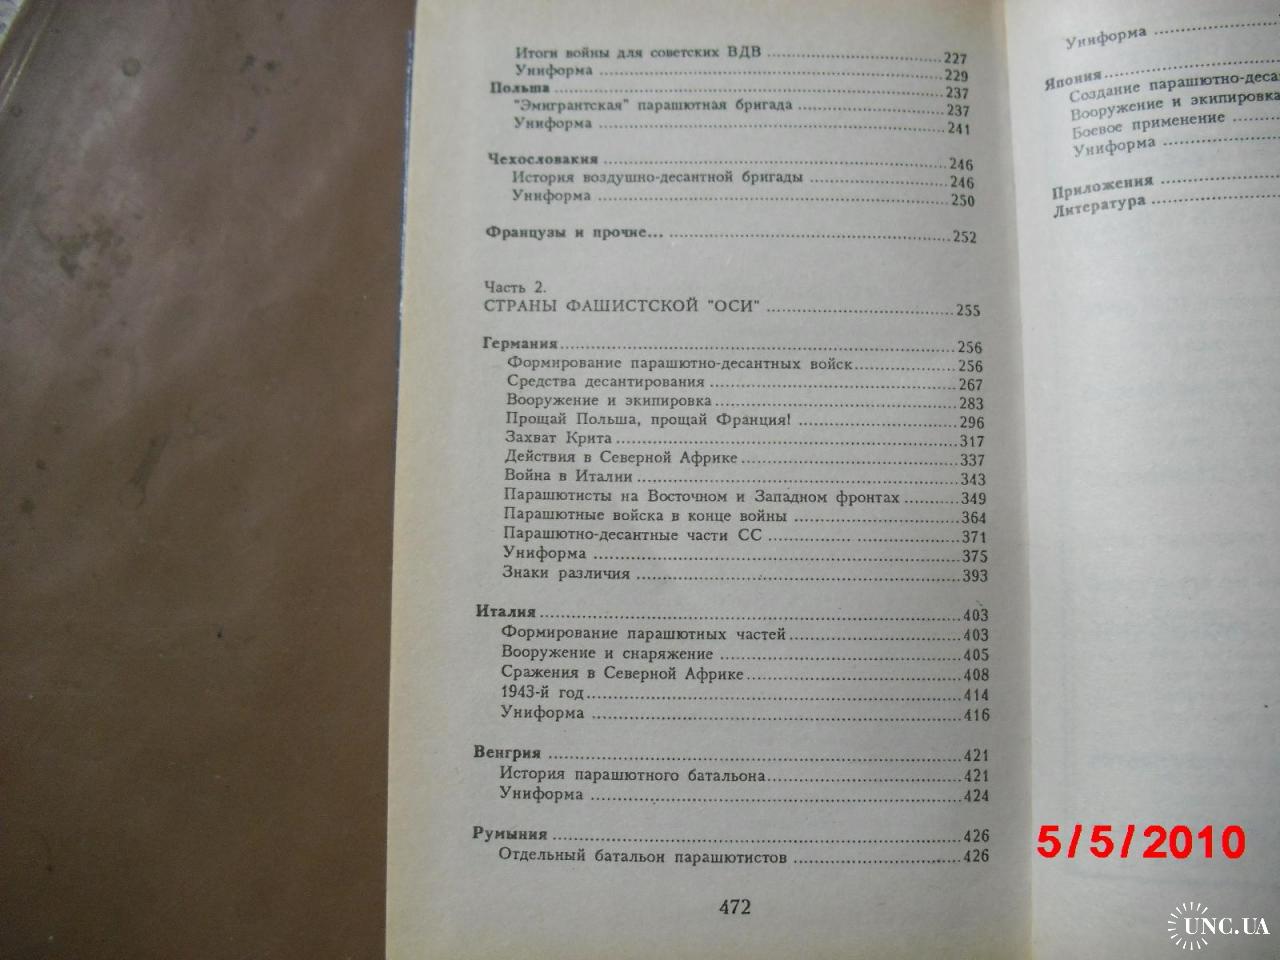 Итоги войны для советских ВДВ ........ 227
Униформа ........ 229
Польша ........ 237
"Эмигрантская" парашютная бригада ........ 237
Униформа ........ 241
Чехословакия ........ 246
История воздушно-десантной бригады ........ 246
Униформа ........ 250
Французы и прочие... ........ 252
Часть 2.
СТРАНЫ ФАШИСТСКОЙ "ОСИ" ........ 255
Германия ........ 256
Формирование парашютно-десантных войск ........ 256
Средства десантирования ........ 267
Вооружение и экипировка ........ 283
Прощай Польша, прощай Франция! ........ 296
Захват Крита ........ 317
Действия в Северной Африке ........ 337
Война в Италии ........ 343
Парашютисты на Восточном и Западном фронтах ........ 349
Парашютные войска в конце войны ........ 364
Парашютно-десантные части СС ........ 371
Униформа ........ 375
Знаки различия ........ 393
Италия ........ 403
Формирование парашютных частей ........ 403
Вооружение и снаряжение ........ 405
Сражения в Северной Африке ........ 408
1943-й год ........ 414
Униформа ........ 416
Венгрия ........ 421
История парашютного батальона ........ 421
Униформа ........ 424
Румыния ........ 426
Отдельный батальон парашютистов ........ 426
472
Униформа ........
Япония ........
Создание парашютно-деса
Вооружение и экипировка
Боевое применение ........
Униформа ........
Приложения ........
Литература ........
5/5/2010
UNC.UA